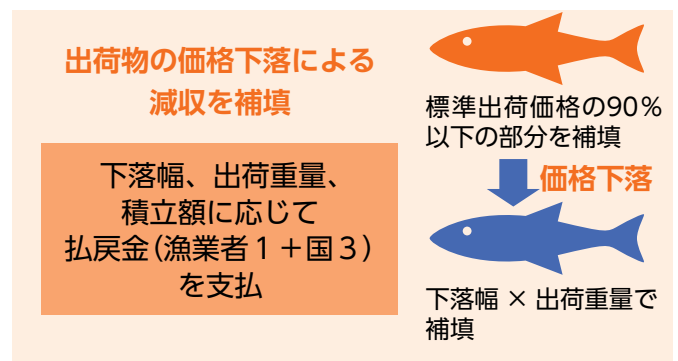 出荷物の価格下落による
減収を補填
下落幅、出荷重量、
積立額に応じて
払戻金(漁業者1+国3)
を支払
標準出荷価格の90%
以下の部分を補填
価格下落
下落幅 × 出荷重量で
補填